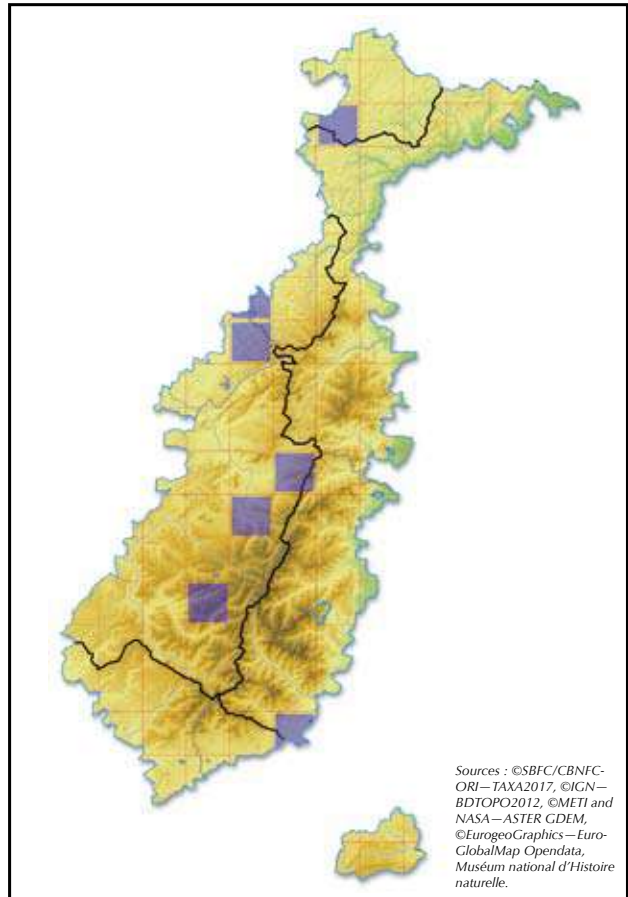 Sources : ©SBFC/CBNFC-
ORI—TAXA2017, ©IGN—
BDTOPO2012, ©METI and
NASA—ASTER GDEM,
©EurogeoGraphics—Euro-
GlobalMap Opendata,
Muséum national d'Histoire
naturelle.